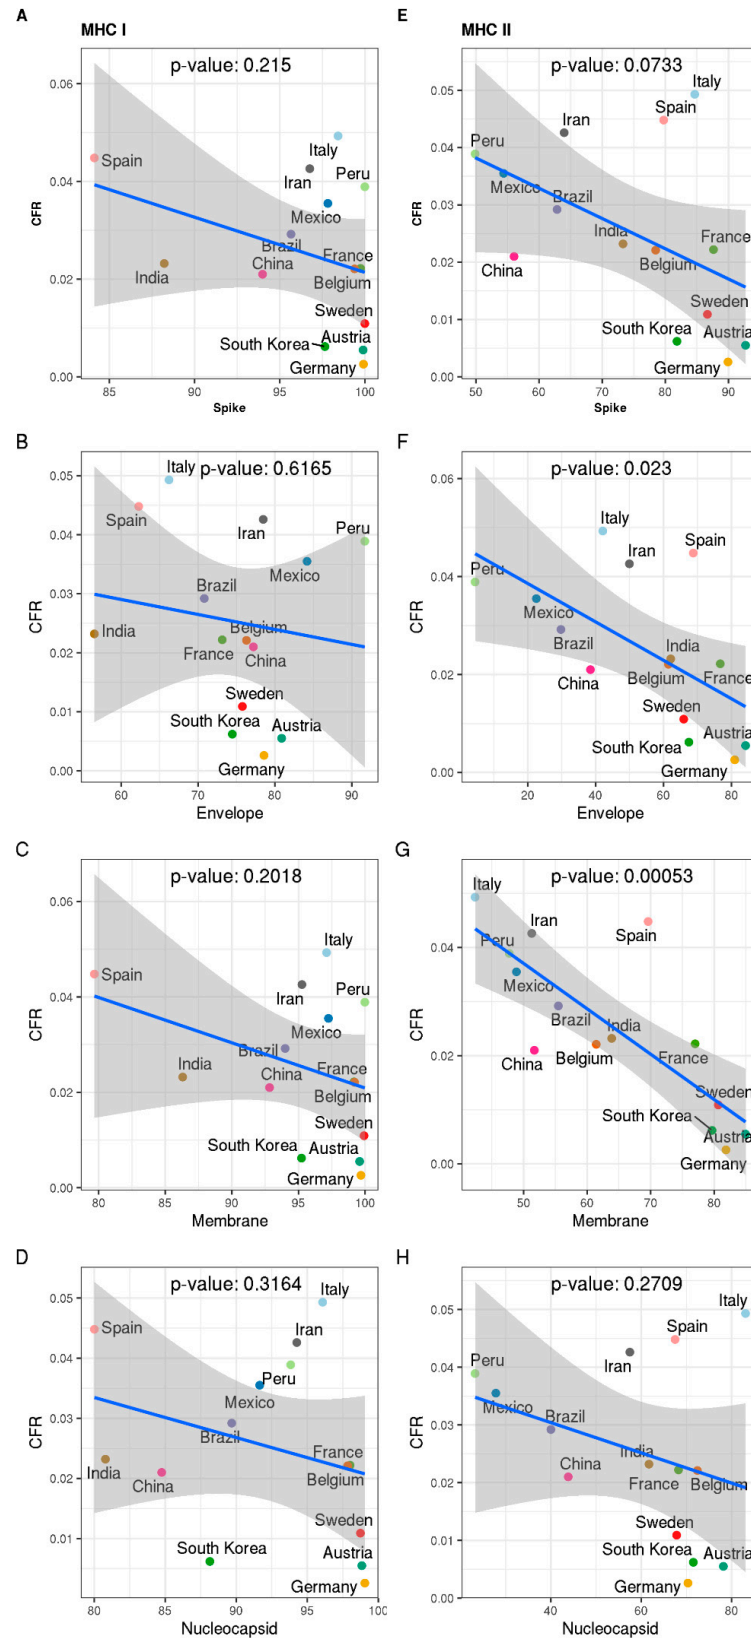 A
MHC I
p-value: 0.215
0.06
0.04
0.02
0.00
CFR
Spain
India
Italy
Iran
Peru
Mexico
Brazil
China
France
Belgium
Sweden
South Korea
Austria
Germany
85
90
95
100
Spike
E
MHC II
p-value: 0.0733
0.05
0.04
0.03
0.02
0.01
0.00
CFR
Italy
Spain
Iran
Peru
Mexico
Brazil
India
France
Belgium
China
Sweden
South Korea
Austria
Germany
50
60
70
80
90
Spike
B
p-value: 0.6165
0.05
0.04
0.03
0.02
0.01
0.00
CFR
Italy
Spain
Iran
Peru
Mexico
Brazil
India
Belgium
France
China
Sweden
South Korea
Austria
Germany
60
70
80
90
Envelope
F
p-value: 0.023
0.06
0.04
0.02
0.00
CFR
Italy
Spain
Iran
Peru
Mexico
Brazil
India
China
Belgium
France
Sweden
South Korea
Austria
Germany
20
40
60
80
Envelope
C
p-value: 0.2018
0.06
0.04
0.02
0.00
CFR
Italy
Spain
Iran
Peru
Mexico
Brazil
India
China
France
Belgium
Sweden
South Korea
Austria
Germany
80
85
90
95
100
Membrane
G
p-value: 0.00053
0.04
0.02
0.00
CFR
Italy
Iran
Spain
Peru
Mexico
Brazil
India
China
Belgium
France
Sweden
South Korea
Austria
Germany
50
60
70
80
Membrane
D
p-value: 0.3164
0.05
0.04
0.03
0.02
0.01
CFR
Italy
Spain
Iran
Peru
Mexico
Brazil
India
China
France
Belgium
Sweden
South Korea
Austria
Germany
80
85
90
95
100
Nucleocapsid
H
p-value: 0.2709
0.05
0.04
0.03
0.02
0.01
0.00
CFR
Italy
Spain
Iran
Peru
Mexico
Brazil
China
India
France
Belgium
Sweden
South Korea
Austria
Germany
40
60
80
Nucleocapsid